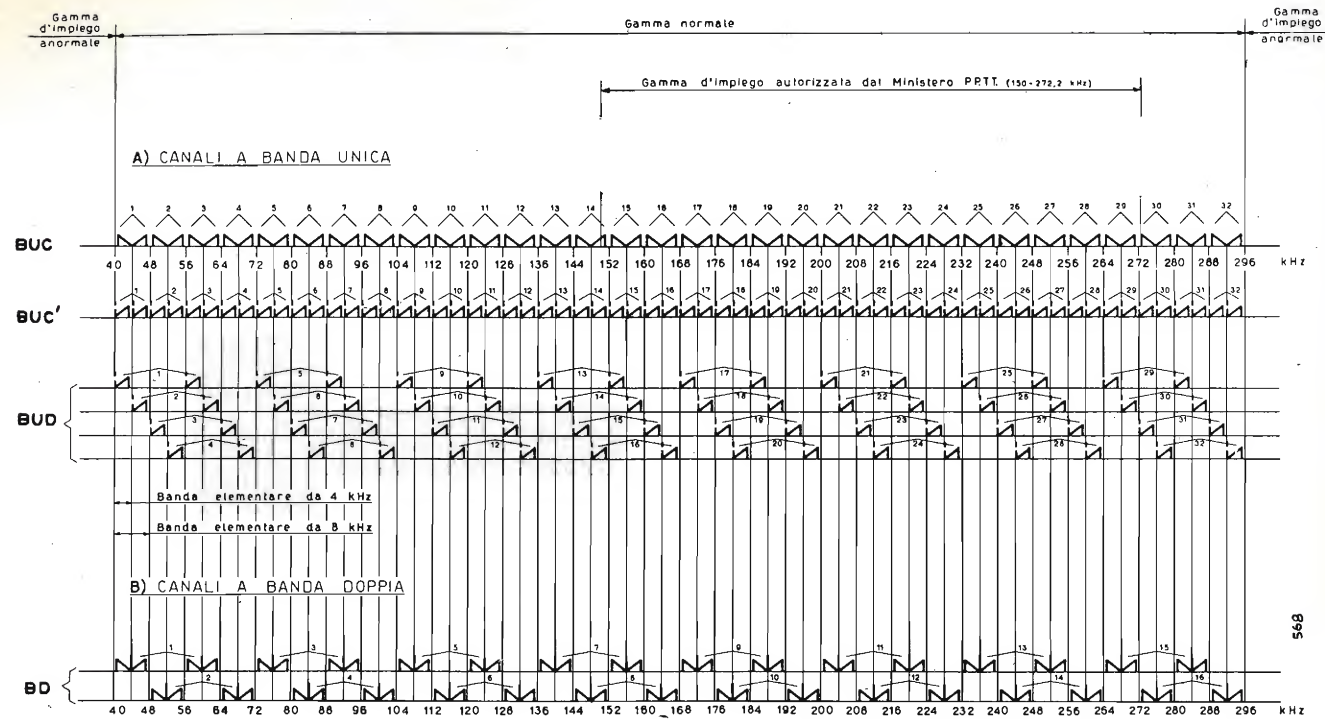 Gamma
d'impiego
anormale
Gamma normale
Gamma
d'impiego
anormale
Gamma d'impiego autorizzata dal Ministero PP.TT. (150-272,2 kHz)
A) CANALI A BANDA UNICA
1 2 3 4 5 6 7 8 9 10 11 12 13 14 15 16 17 18 19 20 21 22 23 24 25 26 27 28 29 30 31 32
BUC
40 48 56 64 72 80 88 96 104 112 120 128 136 144 152 160 168 176 184 192 200 208 216 224 232 240 248 256 264 272 280 288 296 kHz
1 2 3 4 5 6 7 8 9 10 11 12 13 14 15 16 17 18 19 20 21 22 23 24 25 26 27 28 29 30 31 32
BUC'
1 5 9 13 17 21 25 29
2 6 10 14 18 22 26 30
BUD
3 7 11 15 19 23 27 31
4 8 12 16 20 24 28 32
Banda elementare da 4 kHz
Banda elementare da 8 kHz
B) CANALI A BANDA DOPPIA
1 3 5 7 9 11 13 15
2 4 6 8 10 12 14 16
BD
40 48 56 64 72 80 88 96 104 112 120 128 136 144 152 160 168 176 184 192 200 208 216 224 232 240 248 256 264 272 280 288 296 kHz
568